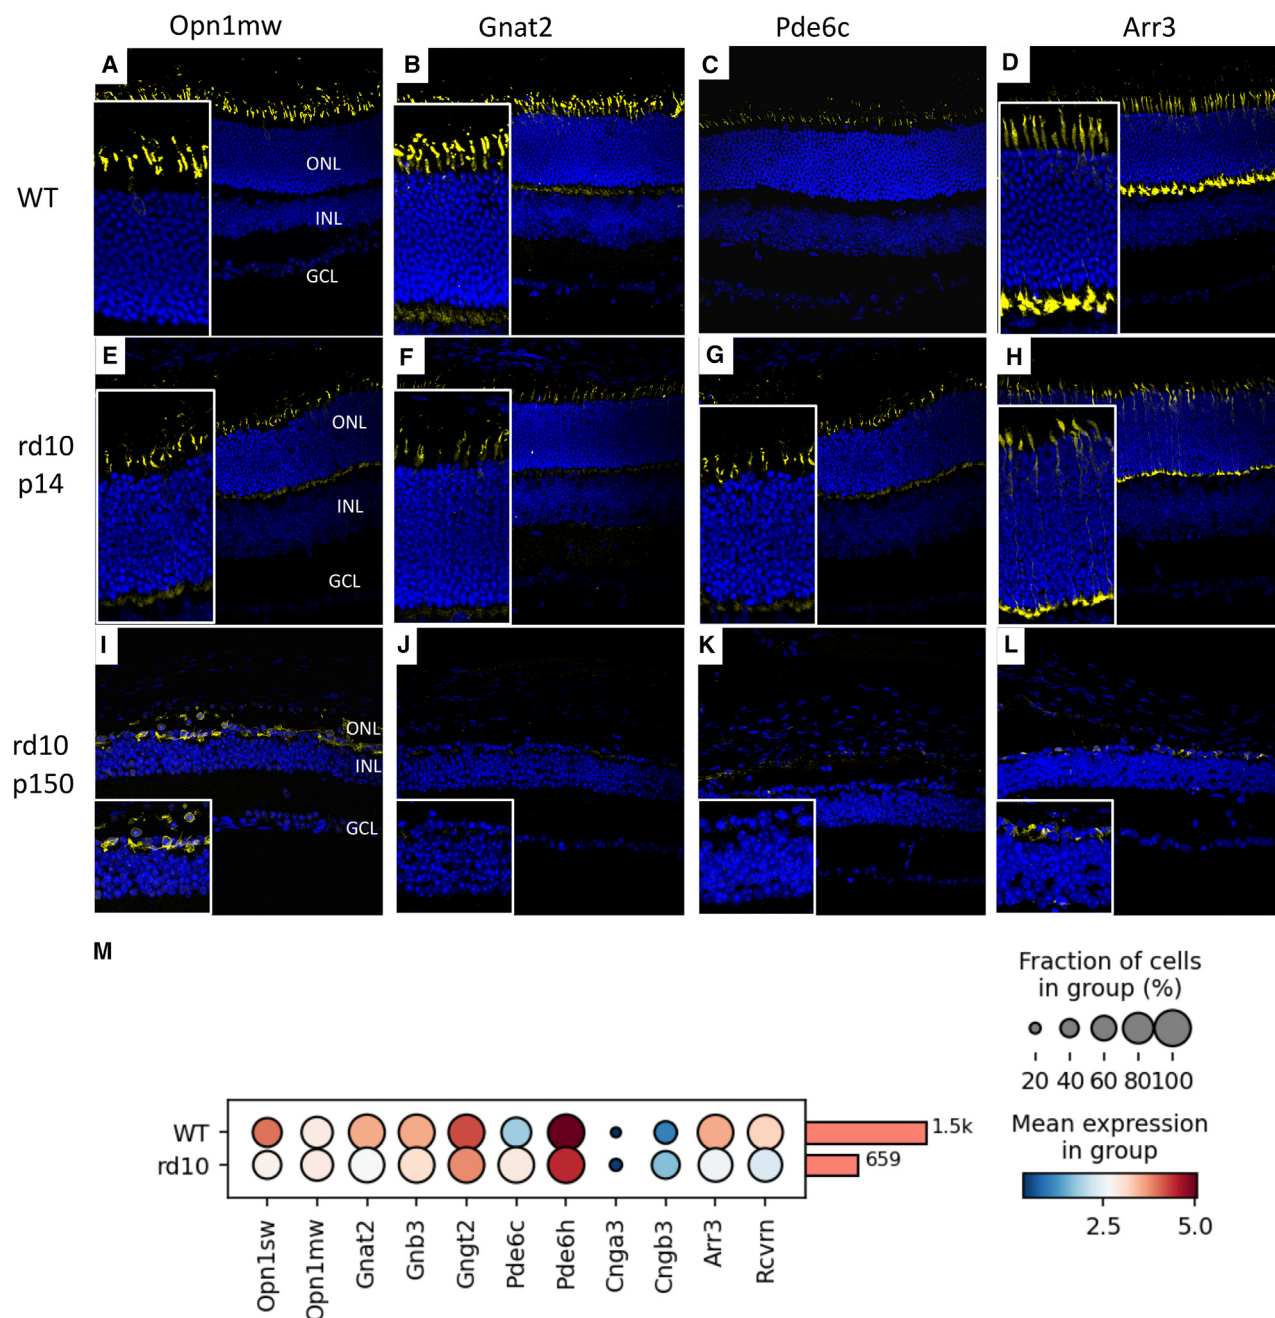 Opn1mw Gnat2 Pde6c Arr3
A B C D
WT
ONL
INL
GCL
E F G H
rd10
p14
ONL
INL
GCL
I J K L
rd10
p150
ONL
INL
GCL
M
Fraction of cells
in group (%)
20 40 60 80 100
Mean expression
in group
2.5 5.0
WT 1.5k
rd10 659
Opn1sw Opn1mw Gnat2 Gnb3 Gngt2 Pde6c Pde6h Cnga3 Cngb3 Arr3 Rcvrn